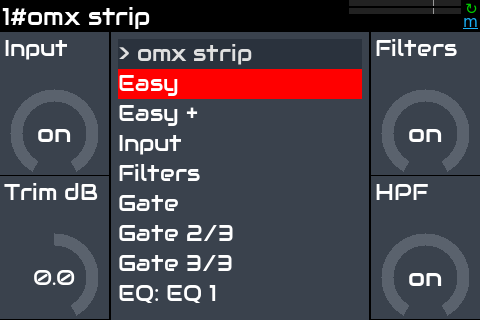 1#omx strip
m
Input
on
Trim dB
0.0
> omx strip
Easy
Easy +
Input
Filters
Gate
Gate 2/3
Gate 3/3
EQ: EQ 1
Filters
on
HPF
on